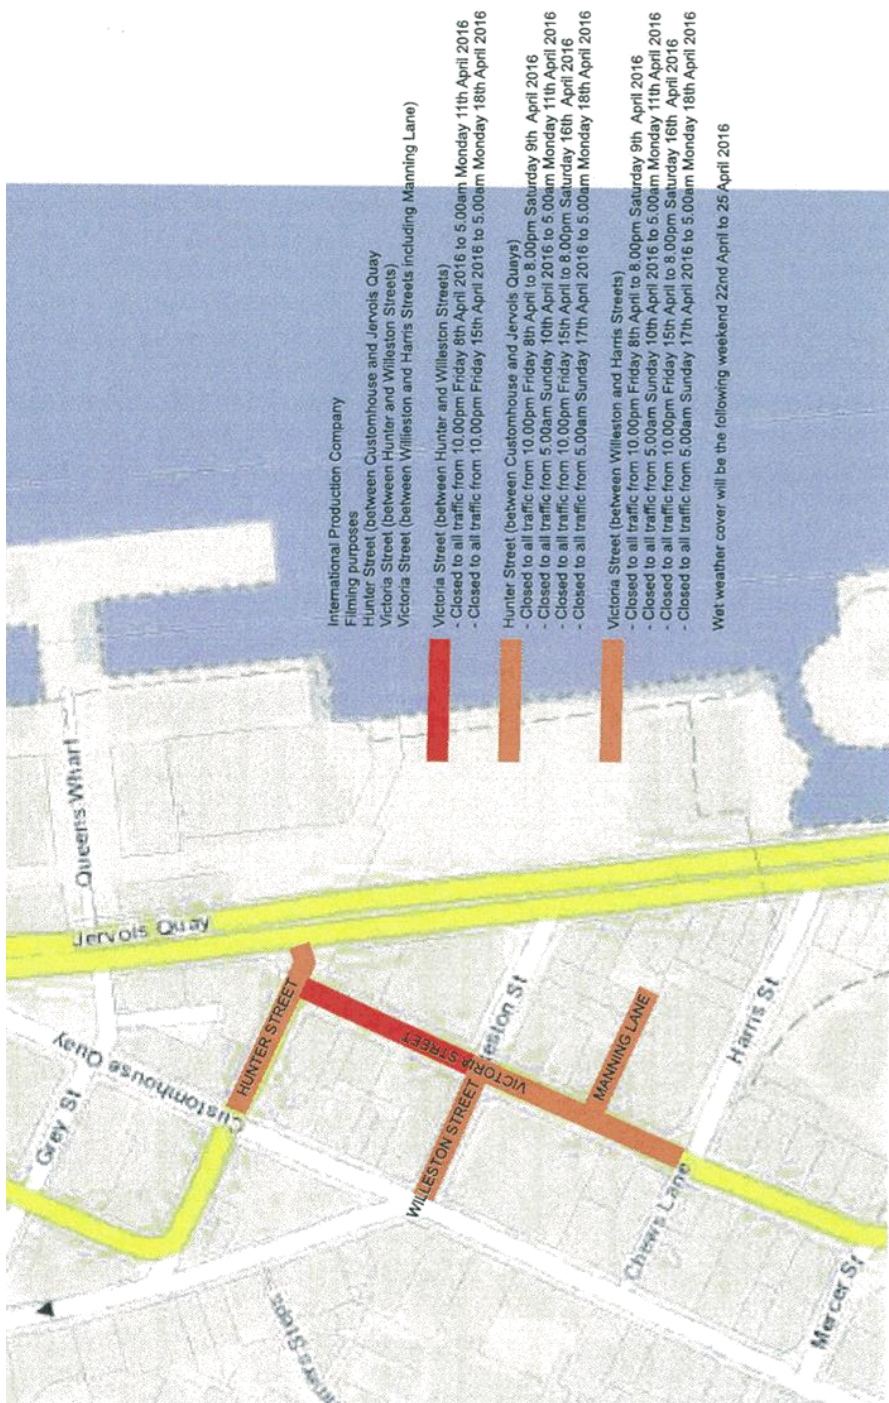 International Production Company
Filming purposes
Hunter Street (between Customhouse and Jervois Quay
Victoria Street (between Hunter and Willeston Streets)
Victoria Street (between Willieston and Harris Streets including Manning Lane)
Victoria Street (between Hunter and Willeston Streets)
- Closed to all traffic from 10.00pm Friday 8th April 2016 to 5.00am Monday 11th April 2016
- Closed to all traffic from 10.00pm Friday 15th April 2016 to 5.00am Monday 18th April 2016
Hunter Street (between Customhouse and Jervois Quays)
- Closed to all traffic from 10.00pm Friday 8th April to 8.00pm Saturday 9th April 2016
- Closed to all traffic from 5.00am Sunday 10th April 2016 to 5.00am Monday 11th April 2016
- Closed to all traffic from 10.00pm Friday 15th April to 8.00pm Saturday 16th April 2016
- Closed to all traffic from 5.00am Sunday 17th April 2016 to 5.00am Monday 18th April 2016
Victoria Street (between Willeston and Harris Streets)
- Closed to all traffic from 10.00pm Friday 8th April to 8.00pm Saturday 9th April 2016
- Closed to all traffic from 5.00am Sunday 10th April 2016 to 5.00am Monday 11th April 2016
- Closed to all traffic from 10.00pm Friday 15th April to 8.00pm Saturday 16th April 2016
- Closed to all traffic from 5.00am Sunday 17th April 2016 to 5.00am Monday 18th April 2016
Wet weather cover will be the following weekend 22nd April to 25 April 2016
Queens Wharf
Jervois Quay
Customhouse Quay
Grey St
HUNTER STREET
VICTORIA STREET
VICTORIA
WILLESTON STREET
leston St
MANNING LANE
Harris St
Chews Lane
Mercer St